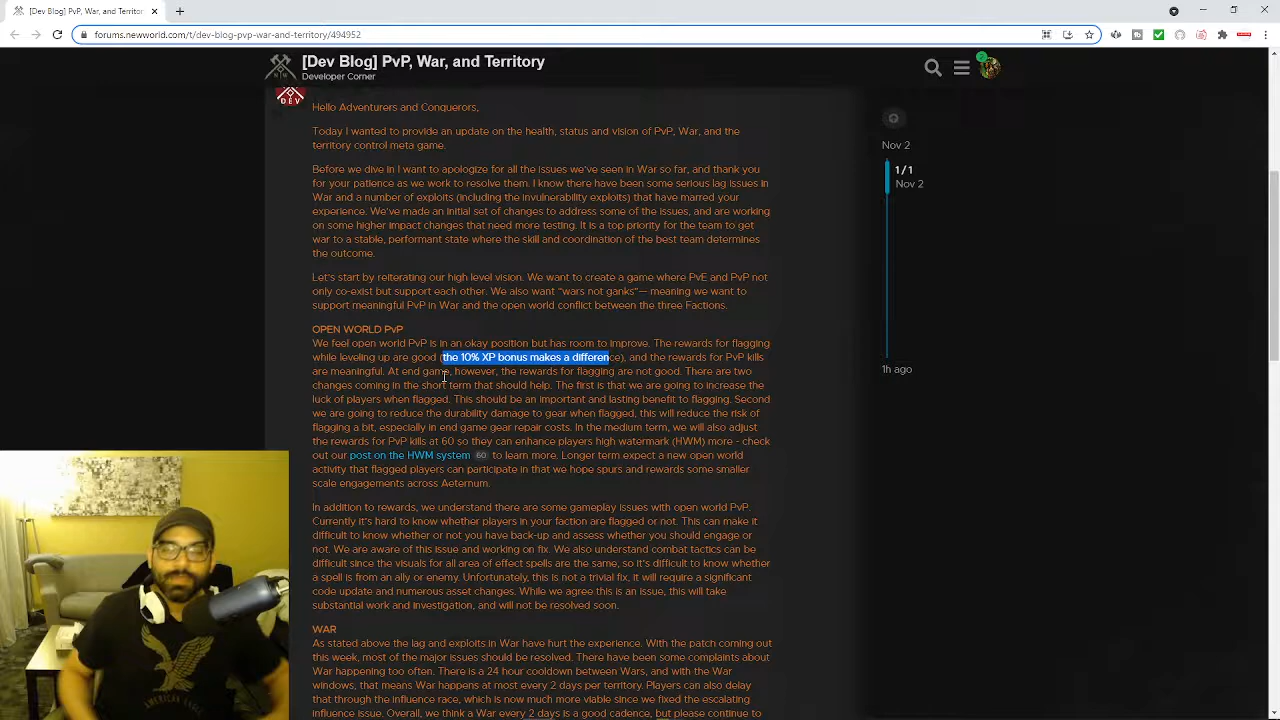 [Dev Blog] PvP, War, and Territor
forums.newworld.com/t/dev-blog-pvp-war-and-territory/494952
[Dev Blog] PvP, War, and Territory
Developer Corner
DEV
Hello Adventurers and Conquerors,
Today I wanted to provide an update on the health, status and vision of PvP, War, and the
territory control meta game.
Before we dive in I want to apologize for all the issues we've seen in War so far, and thank you
for your patience as we work to resolve them. I know there have been some serious lag issues in
War and a number of exploits (including the invulnerability exploits) that have marred your
experience. We've made an initial set of changes to address some of the issues, and are working
on some higher impact changes that need more testing. It is a top priority for the team to get
war to a stable, performant state where the skill and coordination of the best team determines
the outcome.
Let's start by reiterating our high level vision. We want to create a game where PvE and PvP not
only co-exist but support each other. We also want "wars not ganks"— meaning we want to
support meaningful PvP in War and the open world conflict between the three Factions.
OPEN WORLD PvP
We feel open world PvP is in an okay position but has room to improve. The rewards for flagging
while leveling up are good (the 10% XP bonus makes a difference), and the rewards for PvP kills
are meaningful. At end game, however, the rewards for flagging are not good. There are two
changes coming in the short term that should help. The first is that we are going to increase the
luck of players when flagged. This should be an important and lasting benefit to flagging. Second
we are going to reduce the durability damage to gear when flagged, this will reduce the risk of
flagging a bit, especially in end game gear repair costs. In the medium term, we will also adjust
the rewards for PvP kills at 60 so they can enhance players high watermark (HWM) more - check
out our post on the HWM system 60 to learn more. Longer term expect a new open world
activity that flagged players can participate in that we hope spurs and rewards some smaller
scale engagements across Aeternum.
In addition to rewards, we understand there are some gameplay issues with open world PvP.
Currently it's hard to know whether players in your faction are flagged or not. This can make it
difficult to know whether or not you have back-up and assess whether you should engage or
not. We are aware of this issue and working on fix. We also understand combat tactics can be
difficult since the visuals for all area of effect spells are the same, so it's difficult to know whether
a spell is from an ally or enemy. Unfortunately, this is not a trivial fix, it will require a significant
code update and numerous asset changes. While we agree this is an issue, this will take
substantial work and investigation, and will not be resolved soon.
WAR
As stated above the lag and exploits in War have hurt the experience. With the patch coming out
this week, most of the major issues should be resolved. There have been some complaints about
War happening too often. There is a 24 hour cooldown between Wars, and with the War
windows, that means War happens at most every 2 days per territory. Players can also delay
that through the influence race, which is now much more viable since we fixed the escalating
influence issue. Overall, we think a War every 2 days is a good cadence, but please continue to
Nov 2
1/1
Nov 2
1h ago